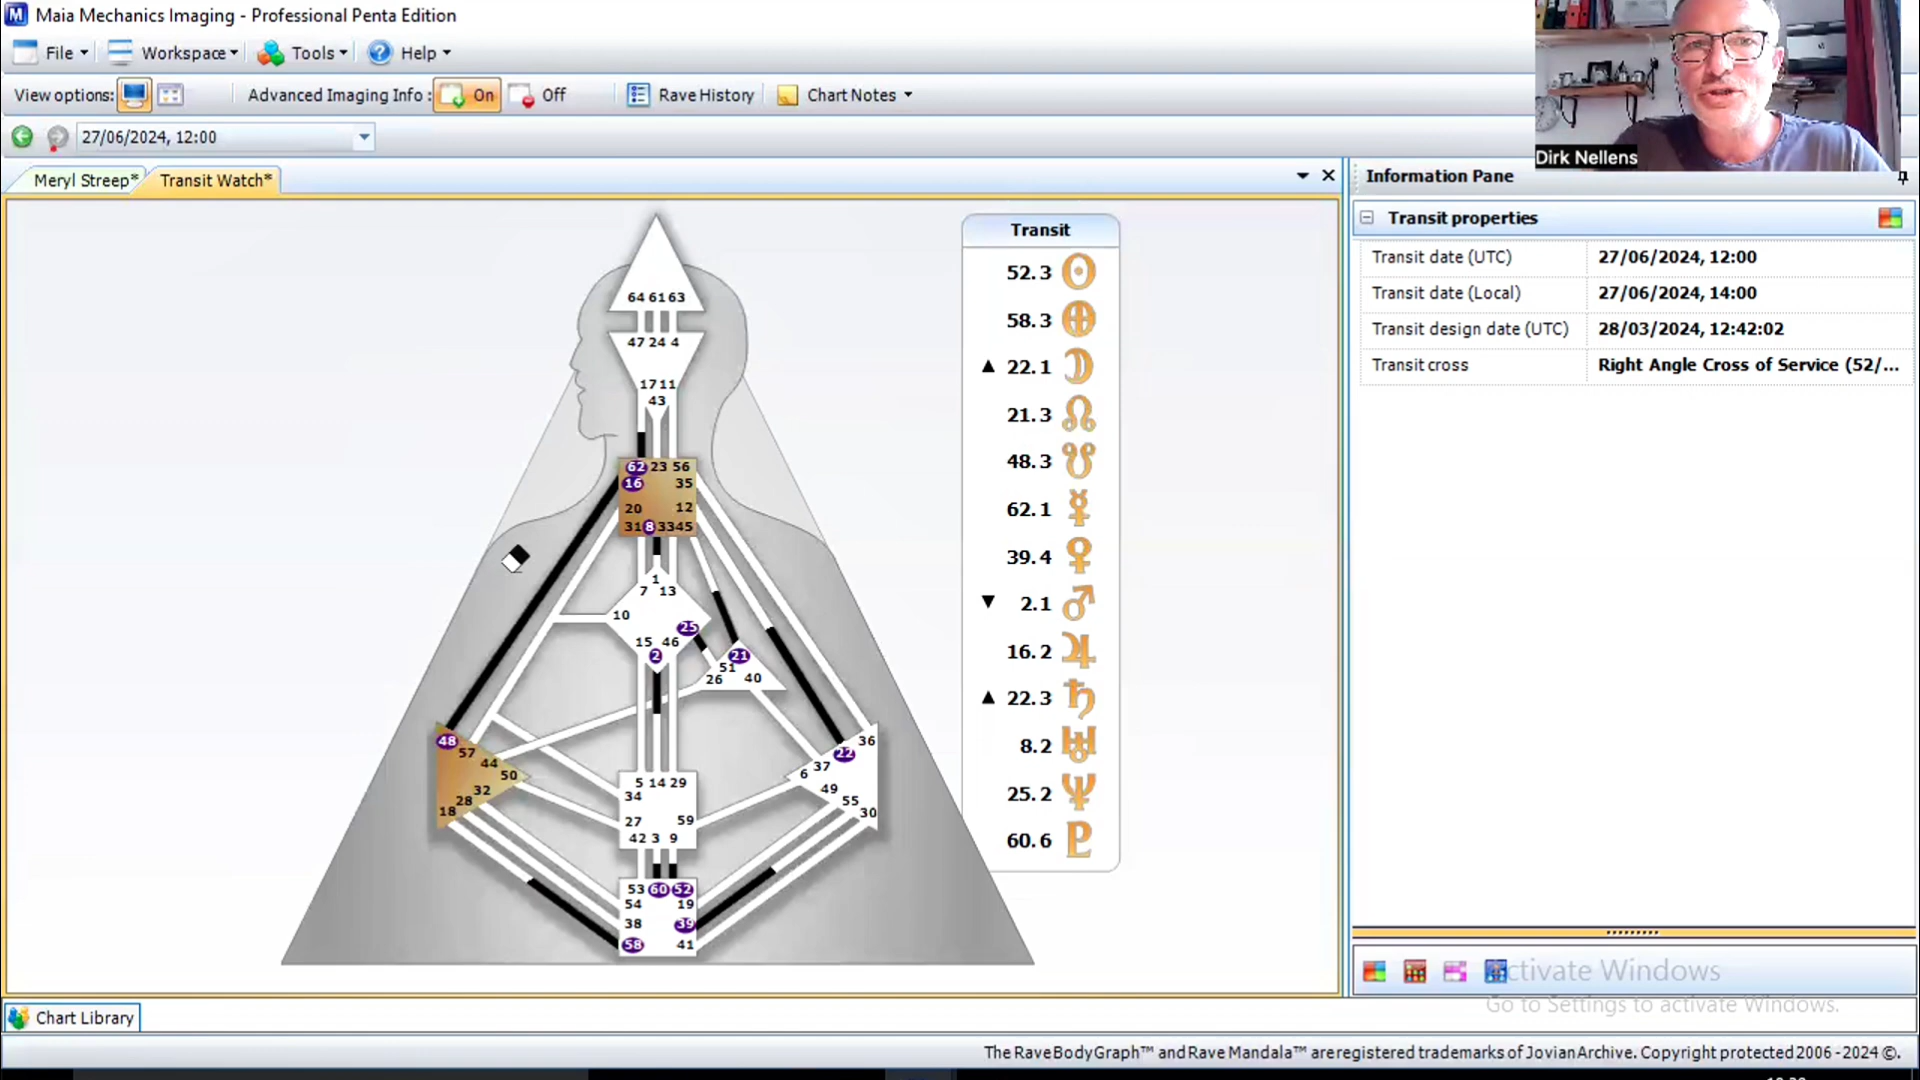 Maia Mechanics Imaging - Professional Penta Edition
File Workspace Tools Help
View options: Advanced Imaging Info : On Off Rave History Chart Notes
27/06/2024, 12:00
Dirk Nellens
Meryl Streep* Transit Watch*
Information Pane
Transit properties
Transit date (UTC) 27/06/2024, 12:00
Transit date (Local) 27/06/2024, 14:00
Transit design date (UTC) 28/03/2024, 12:42:02
Transit cross Right Angle Cross of Service (52/...
Transit
52.3
58.3
22.1
21.3
48.3
62.1
39.4
2.1
16.2
22.3
8.2
25.2
60.6
64 61 63
47 24 4
17 11
43
62 23 56
16 35
20 12
31 8 33 45
1
7 13
10
25
15 46
2
21
51
26 40
48
57
44
50
32
28
18
36
22
37
6
49
55
30
5 14 29
34
27 59
42 3 9
53 60 52
54 19
38 39
58 41
Activate Windows
Go to Settings to activate Windows.
Chart Library
The Rave BodyGraph™ and Rave Mandala™ are registered trademarks of Jovian Archive. Copyright protected 2006 - 2024 ©.